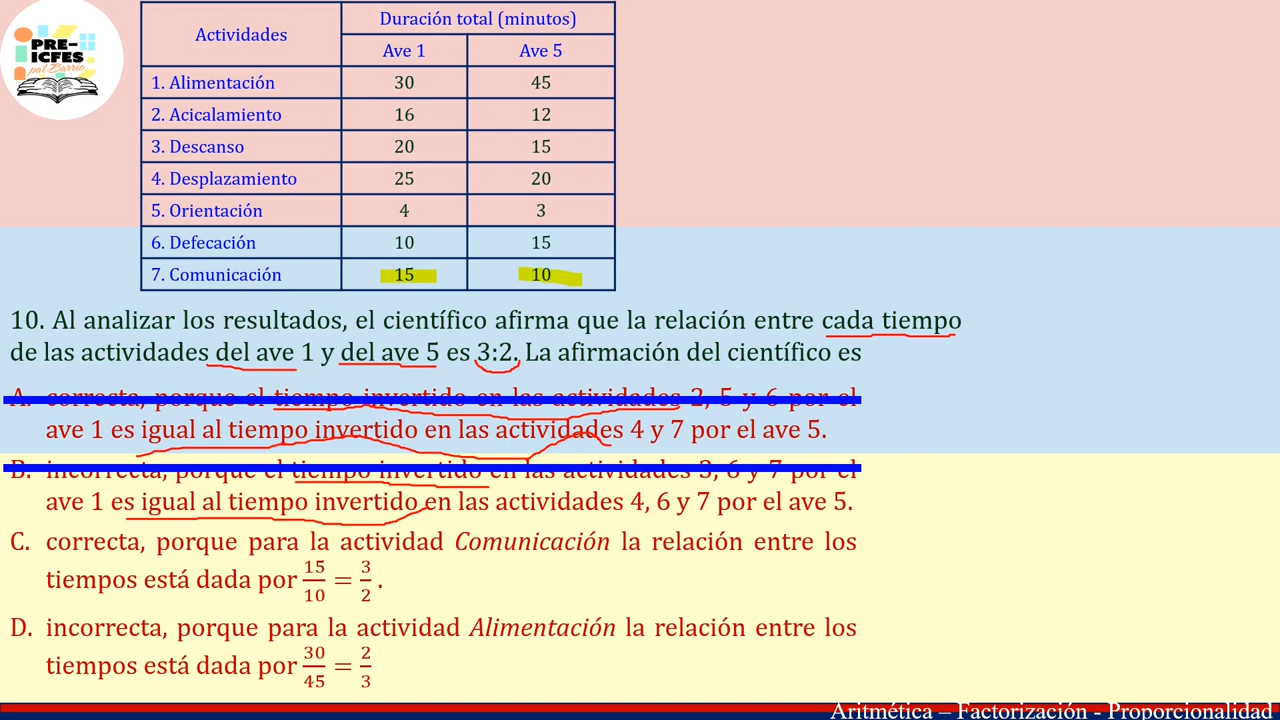 PRE-
ICFES
pal Barrio
Actividades
Duración total (minutos)
Ave 1 Ave 5
1. Alimentación 30 45
2. Acicalamiento 16 12
3. Descanso 20 15
4. Desplazamiento 25 20
5. Orientación 4 3
6. Defecación 10 15
7. Comunicación 15 10
10. Al analizar los resultados, el científico afirma que la relación entre cada tiempo
de las actividades del ave 1 y del ave 5 es 3:2. La afirmación del científico es
A. correcta, porque el tiempo invertido en las actividades 2, 5 y 6 por el
ave 1 es igual al tiempo invertido en las actividades 4 y 7 por el ave 5.
B. incorrecta, porque el tiempo invertido en las actividades 3, 6 y 7 por el
ave 1 es igual al tiempo invertido en las actividades 4, 6 y 7 por el ave 5.
C. correcta, porque para la actividad Comunicación la relación entre los
tiempos está dada por 15/10 = 3/2 .
D. incorrecta, porque para la actividad Alimentación la relación entre los
tiempos está dada por 30/45 = 2/3
Aritmética – Factorización - Proporcionalidad